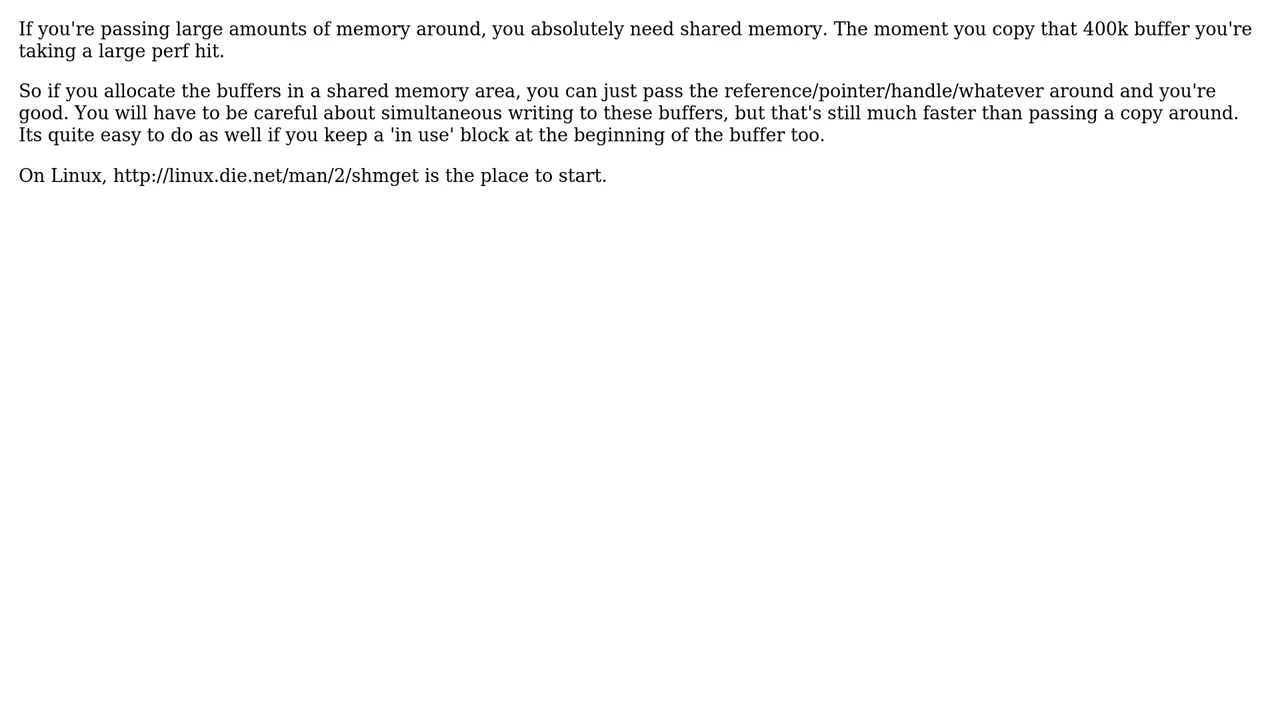 If you're passing large amounts of memory around, you absolutely need shared memory. The moment you copy that 400k buffer you're
taking a large perf hit.
So if you allocate the buffers in a shared memory area, you can just pass the reference/pointer/handle/whatever around and you're
good. You will have to be careful about simultaneous writing to these buffers, but that's still much faster than passing a copy around.
Its quite easy to do as well if you keep a 'in use' block at the beginning of the buffer too.
On Linux, http://linux.die.net/man/2/shmget is the place to start.